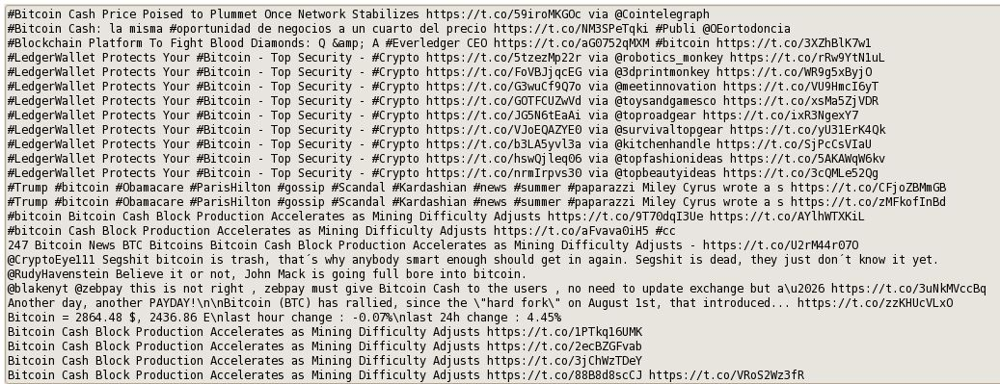 #Bitcoin Cash Price Poised to Plummet Once Network Stabilizes https://t.co/59iroMKGOc via @Cointelegraph
#Bitcoin Cash: la misma #oportunidad de negocios a un cuarto del precio https://t.co/NM3SPeTqki #Publi @OEortodoncia
#Blockchain Platform To Fight Blood Diamonds: Q &amp; A #Everledger CEO https://t.co/aG0752qMXM #bitcoin https://t.co/3XZhBlK7w1
#LedgerWallet Protects Your #Bitcoin - Top Security - #Crypto https://t.co/5tzezMp22r via @robotics_monkey https://t.co/rRw9YtN1uL
#LedgerWallet Protects Your #Bitcoin - Top Security - #Crypto https://t.co/FoVBJjqcEG via @3dprintmonkey https://t.co/WR9g5xByjO
#LedgerWallet Protects Your #Bitcoin - Top Security - #Crypto https://t.co/G3wuCf9Q7o via @meetinnovation https://t.co/VU9HmcI6yT
#LedgerWallet Protects Your #Bitcoin - Top Security - #Crypto https://t.co/GOTFCUZwVd via @toysandgamesco https://t.co/xsMa5ZjVDR
#LedgerWallet Protects Your #Bitcoin - Top Security - #Crypto https://t.co/JG5N6tEaAi via @toproadgear https://t.co/ixR3NgexY7
#LedgerWallet Protects Your #Bitcoin - Top Security - #Crypto https://t.co/VJoEQAZYE0 via @survivaltopgear https://t.co/yU31ErK4Qk
#LedgerWallet Protects Your #Bitcoin - Top Security - #Crypto https://t.co/b3LA5yvl3a via @kitchenhandle https://t.co/SjPcCsVIaU
#LedgerWallet Protects Your #Bitcoin - Top Security - #Crypto https://t.co/hswQjleq06 via @topfashionideas https://t.co/5AKAWqW6kv
#LedgerWallet Protects Your #Bitcoin - Top Security - #Crypto https://t.co/nrmIrpvs30 via @topbeautyideas https://t.co/3cQMLe52Qg
#Trump #bitcoin #Obamacare #ParisHilton #gossip #Scandal #Kardashian #news #summer #paparazzi Miley Cyrus wrote a s https://t.co/CFjoZBMmGB
#Trump #bitcoin #Obamacare #ParisHilton #gossip #Scandal #Kardashian #news #summer #paparazzi Miley Cyrus wrote a s https://t.co/zMFkofInBd
#bitcoin Bitcoin Cash Block Production Accelerates as Mining Difficulty Adjusts https://t.co/9T70dqI3Ue https://t.co/AYlhWTXKiL
#bitcoin Cash Block Production Accelerates as Mining Difficulty Adjusts https://t.co/aFvava0iH5 #cc
247 Bitcoin News BTC Bitcoins Bitcoin Cash Block Production Accelerates as Mining Difficulty Adjusts - https://t.co/U2rM44r07O
@CryptoEye111 Segshit bitcoin is trash, that´s why anybody smart enough should get in again. Segshit is dead, they just don´t know it yet.
@RudyHavenstein Believe it or not, John Mack is going full bore into bitcoin.
@blakenyt @zebpay this is not right , zebpay must give Bitcoin Cash to the users , no need to update exchange but a\u2026 https://t.co/3uNkMVccBq
Another day, another PAYDAY!\n\nBitcoin (BTC) has rallied, since the \"hard fork\" on August 1st, that introduced... https://t.co/zzKHUcVLxO
Bitcoin = 2864.48 $, 2436.86 E\nlast hour change : -0.07%\nlast 24h change : 4.45%
Bitcoin Cash Block Production Accelerates as Mining Difficulty Adjusts https://t.co/1PTkq16UMK
Bitcoin Cash Block Production Accelerates as Mining Difficulty Adjusts https://t.co/2ecBZGFvab
Bitcoin Cash Block Production Accelerates as Mining Difficulty Adjusts https://t.co/3jChWzTDeY
Bitcoin Cash Block Production Accelerates as Mining Difficulty Adjusts https://t.co/88B8d8scCJ https://t.co/VRoS2Wz3fR